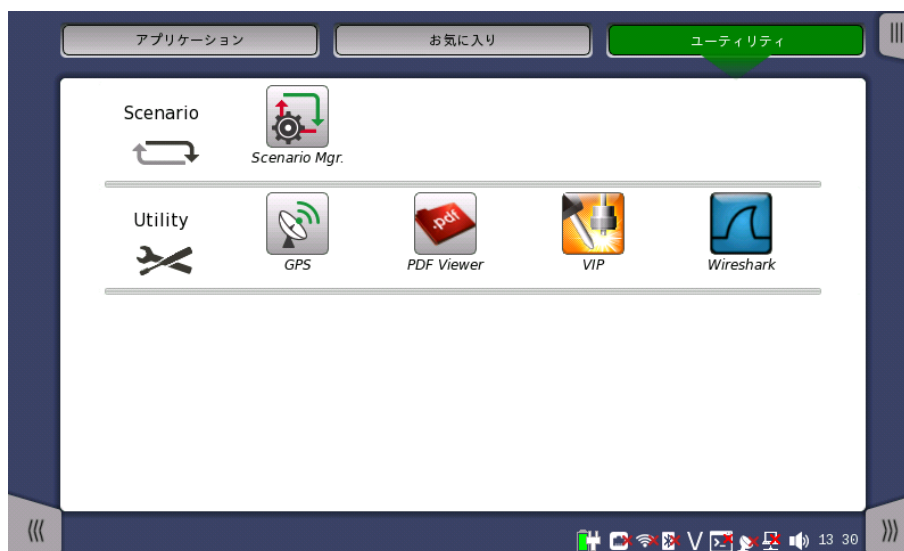 アプリケーション
お気に入り
ユーティリティ
Scenario
Scenario Mgr.
Utility
GPS
.pdf
PDF Viewer
VIP
Wireshark
V
13 30